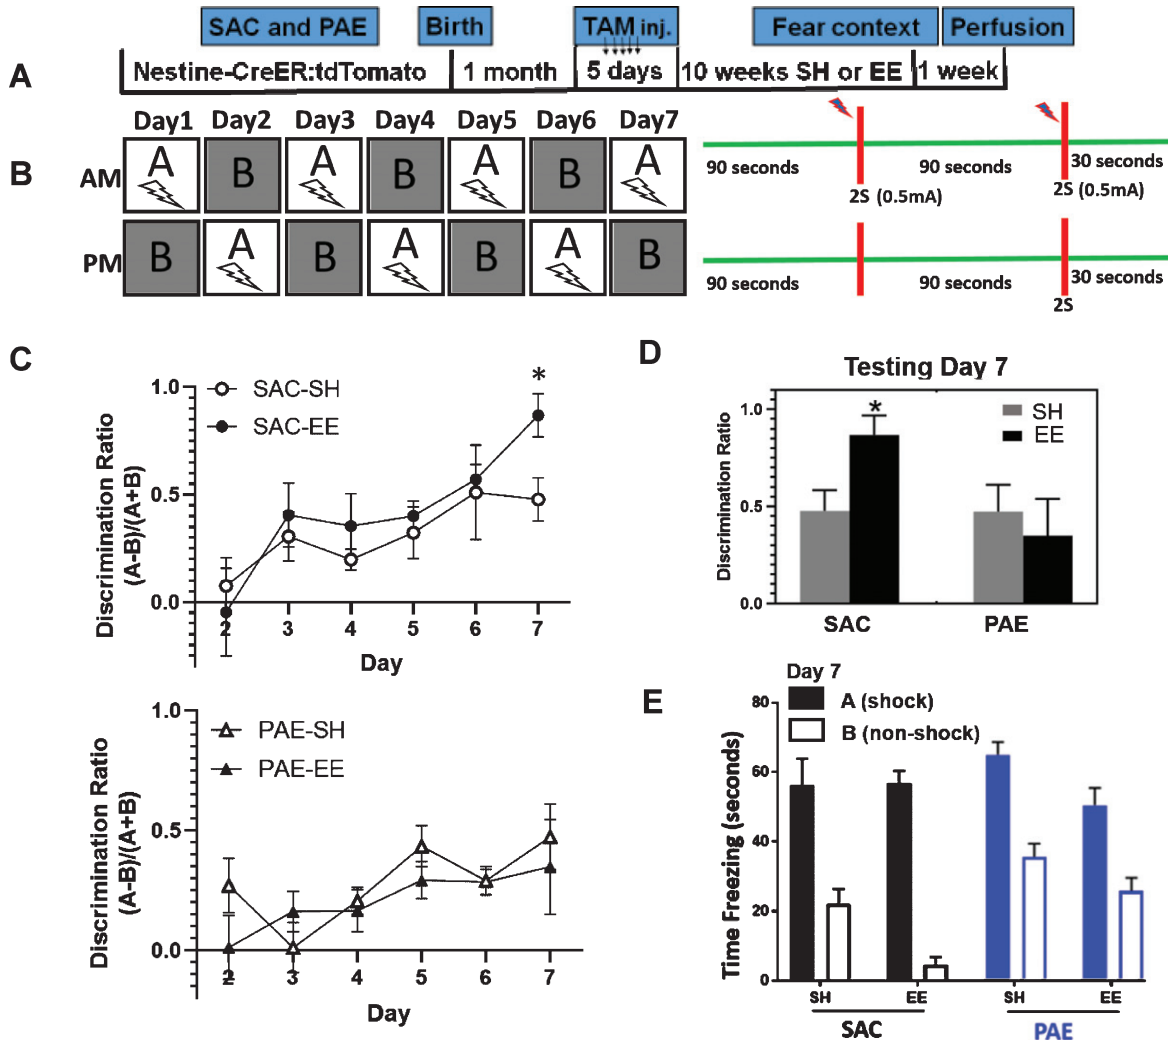 SAC and PAE Birth TAM inj. Fear context Perfusion
A Nestine-CreER:tdTomato 1 month 5 days 10 weeks SH or EE 1 week
Day1 Day2 Day3 Day4 Day5 Day6 Day7
B AM A B A B A B A
90 seconds 90 seconds 30 seconds
2S (0.5mA) 2S (0.5mA)
PM B A B A B A B
90 seconds 90 seconds 30 seconds
2S
C
SAC-SH
SAC-EE
*
Discrimination Ratio
(A-B)/(A+B)
1.0
0.5
0.0
2 3 4 5 6 7
Day
PAE-SH
PAE-EE
Discrimination Ratio
(A-B)/(A+B)
1.0
0.5
0.0
2 3 4 5 6 7
Day
D
Testing Day 7
SH
EE
*
Discrimination Ratio
1.0
0.5
0.0
SAC PAE
E
Day 7
A (shock)
B (non-shock)
Time Freezing (seconds)
80
60
40
20
0
SH EE SH EE
SAC PAE